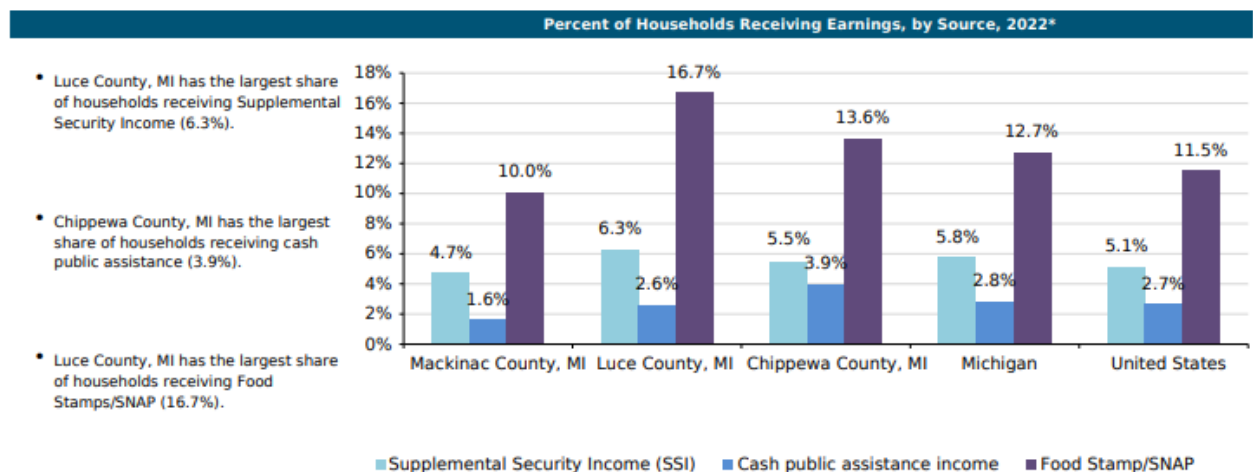 Percent of Households Receiving Earnings, by Source, 2022*
• Luce County, MI has the largest share
of households receiving Supplemental
Security Income (6.3%).
• Chippewa County, MI has the largest
share of households receiving cash
public assistance (3.9%).
• Luce County, MI has the largest share
of households receiving Food
Stamps/SNAP (16.7%).
18%
16%
14%
12%
10%
8%
6%
4%
2%
0%
4.7%
1.6%
10.0%
6.3%
2.6%
16.7%
5.5%
3.9%
13.6%
5.8%
2.8%
12.7%
5.1%
2.7%
11.5%
Mackinac County, MI
Luce County, MI
Chippewa County, MI
Michigan
United States
Supplemental Security Income (SSI)
Cash public assistance income
Food Stamp/SNAP